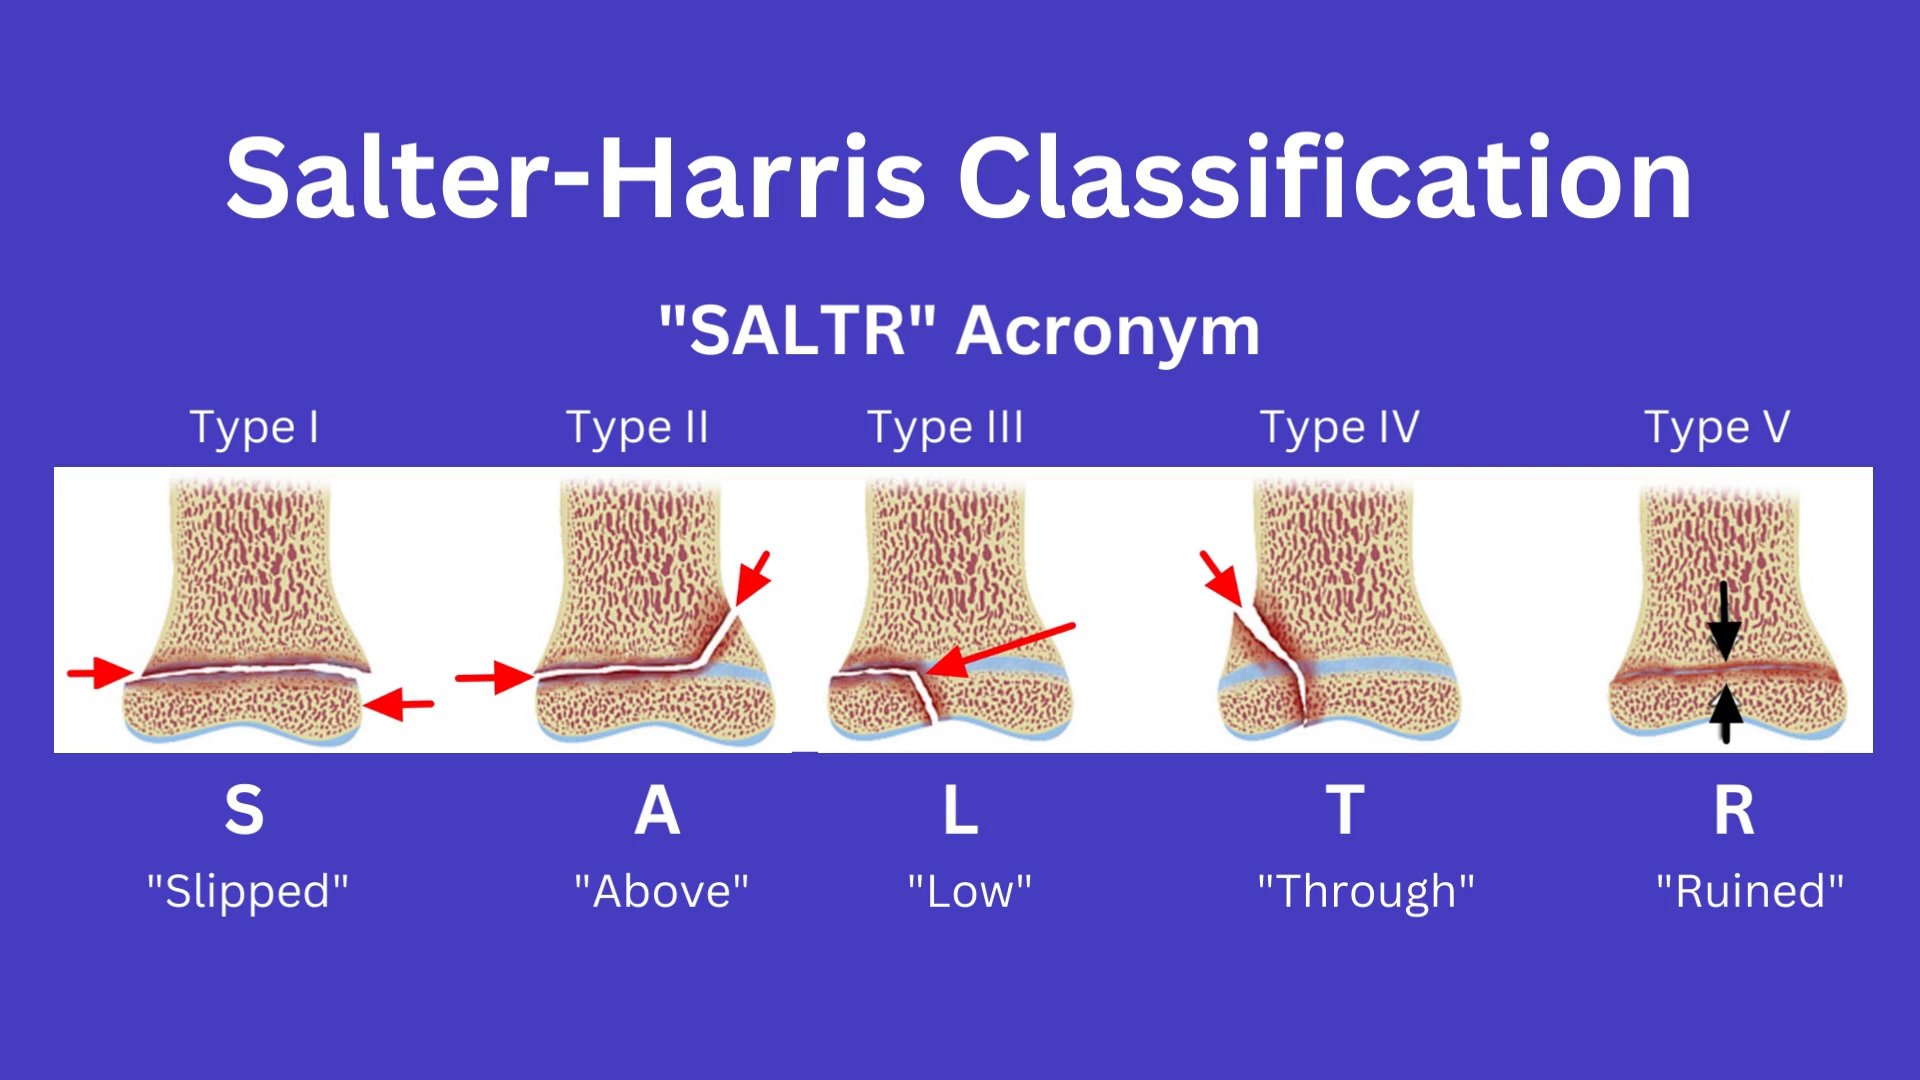 Salter-Harris Classification
"SALTR" Acronym
Type I Type II Type III Type IV Type V
S A L T R
"Slipped" "Above" "Low" "Through" "Ruined"